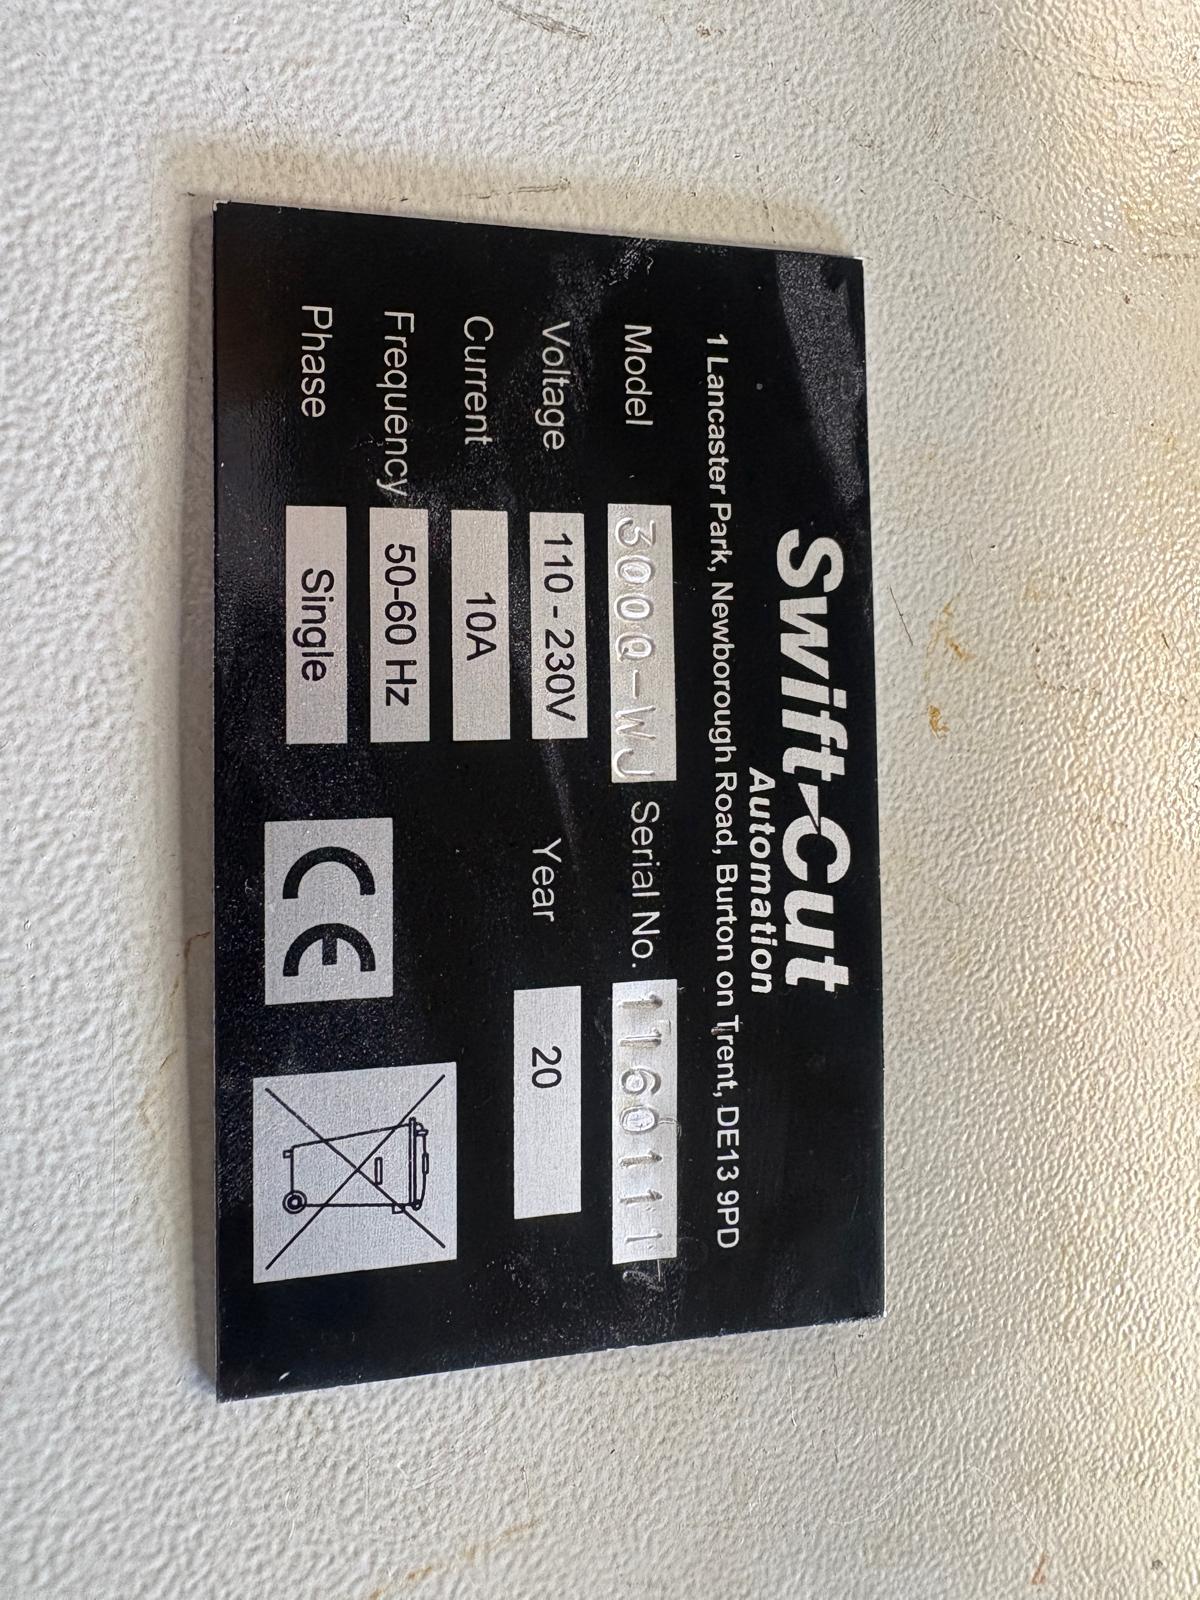 Swift-Cut
Automation
1 Lancaster Park, Newborough Road, Burton on Trent, DE13 9PD
Model 3000-WJ Serial No. 1160111
Voltage 110 - 230V Year 20
Current 10A
Frequency 50-60 Hz
Phase Single
CE